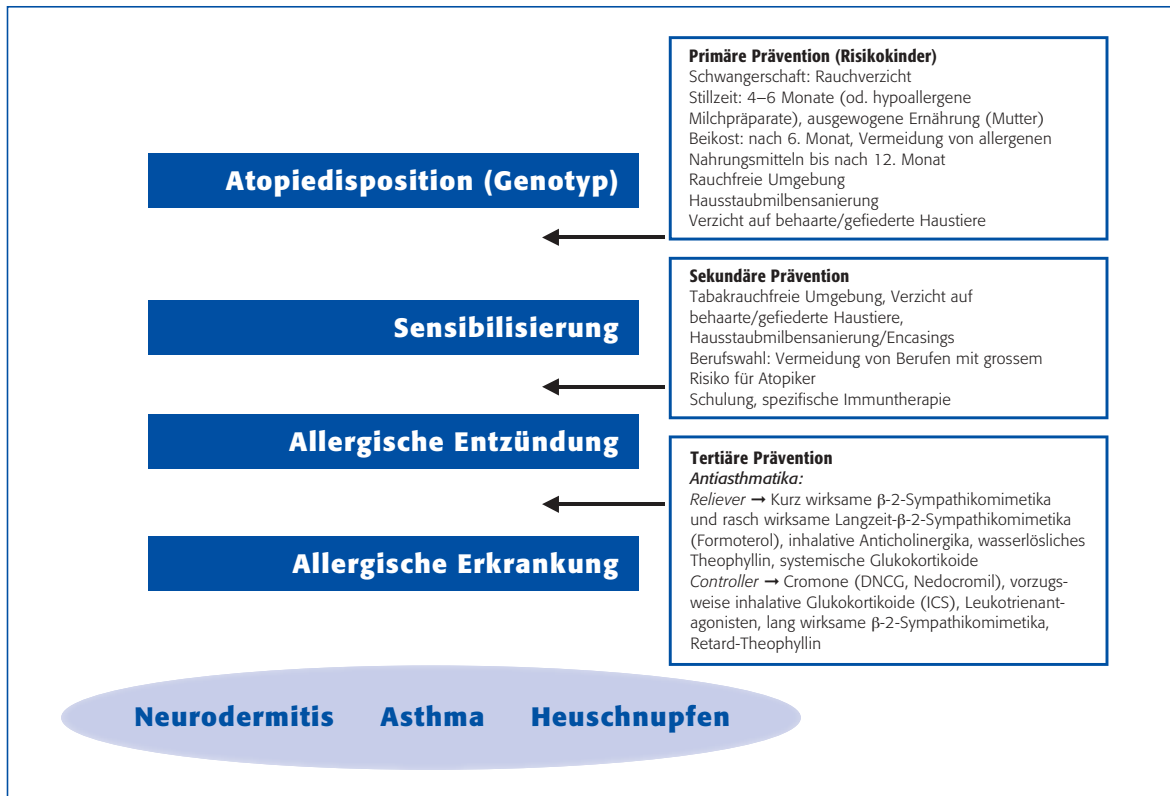 Primäre Prävention (Risikokinder)
Schwangerschaft: Rauchverzicht
Stillzeit: 4–6 Monate (od. hypoallergene
Milchpräparate), ausgewogene Ernährung (Mutter)
Beikost: nach 6. Monat, Vermeidung von allergenen
Nahrungsmitteln bis nach 12. Monat
Rauchfreie Umgebung
Hausstaubmilbensanierung
Verzicht auf behaarte/gefiederte Haustiere
Atopiedisposition (Genotyp)
Sekundäre Prävention
Tabakrauchfreie Umgebung, Verzicht auf
behaarte/gefiederte Haustiere,
Hausstaubmilbensanierung/Encasings
Berufswahl: Vermeidung von Berufen mit grossem
Risiko für Atopiker
Schulung, spezifische Immuntherapie
Sensibilisierung
Allergische Entzündung
Tertiäre Prävention
Antiasthmatika:
Reliever ➞ Kurz wirksame β-2-Sympathikomimetika
und rasch wirksame Langzeit-β-2-Sympathikomimetika
(Formoterol), inhalative Anticholinergika, wasserlösliches
Theophyllin, systemische Glukokortikoide
Controller ➞ Cromone (DNCG, Nedocromil), vorzugs-
weise inhalative Glukokortikoide (ICS), Leukotrienant-
agonisten, lang wirksame β-2-Sympathikomimetika,
Retard-Theophyllin
Allergische Erkrankung
Neurodermitis Asthma Heuschnupfen